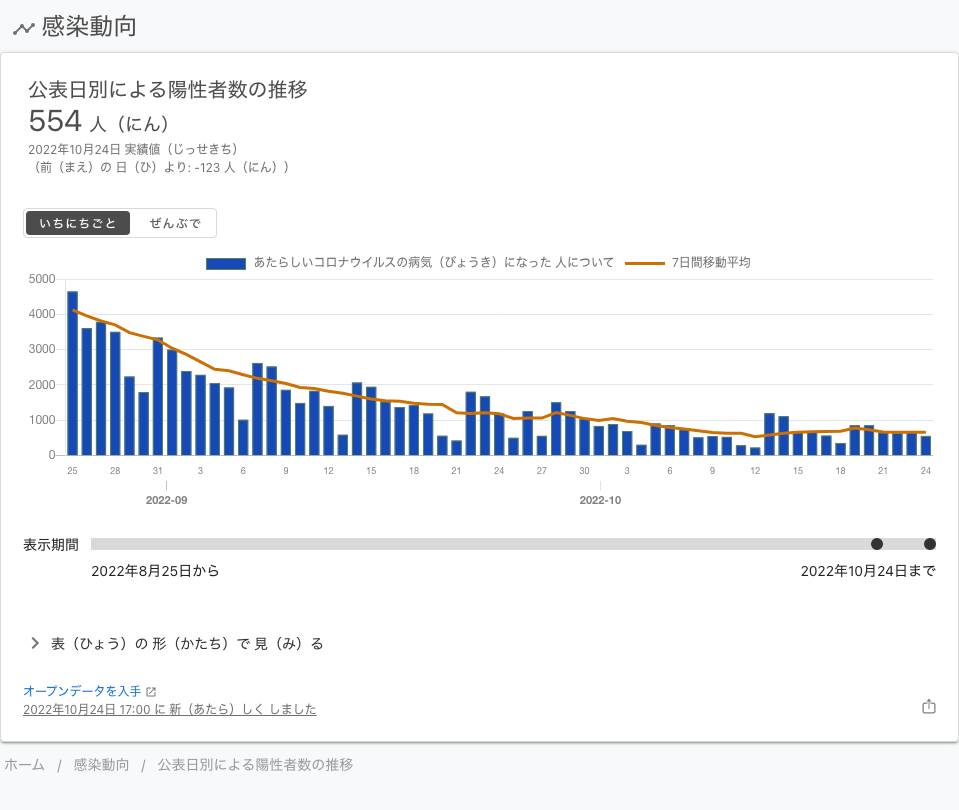 感染動向
公表日別による陽性者数の推移
554 人（にん）
2022年10月24日 実績値（じっせきち）
（前（まえ）の 日（ひ）より: -123 人（にん））
いちにちごと ぜんぶで
あたらしいコロナウイルスの病気（びょうき）になった 人について 7日間移動平均
5000
4000
3000
2000
1000
0
25 28 31 3 6 9 12 15 18 21 24 27 30 3 6 9 12 15 18 21 24
2022-09 2022-10
表示期間
2022年8月25日から 2022年10月24日まで
表（ひょう）の 形（かたち）で 見（み）る
オープンデータを入手
2022年10月24日 17:00 に 新（あたら）しく しました
ホーム / 感染動向 / 公表日別による陽性者数の推移